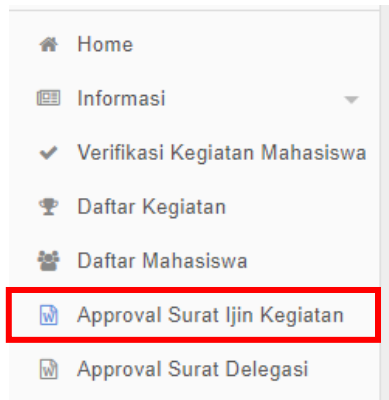 Home
Informasi
Verifikasi Kegiatan Mahasiswa
Daftar Kegiatan
Daftar Mahasiswa
Approval Surat Ijin Kegiatan
Approval Surat Delegasi